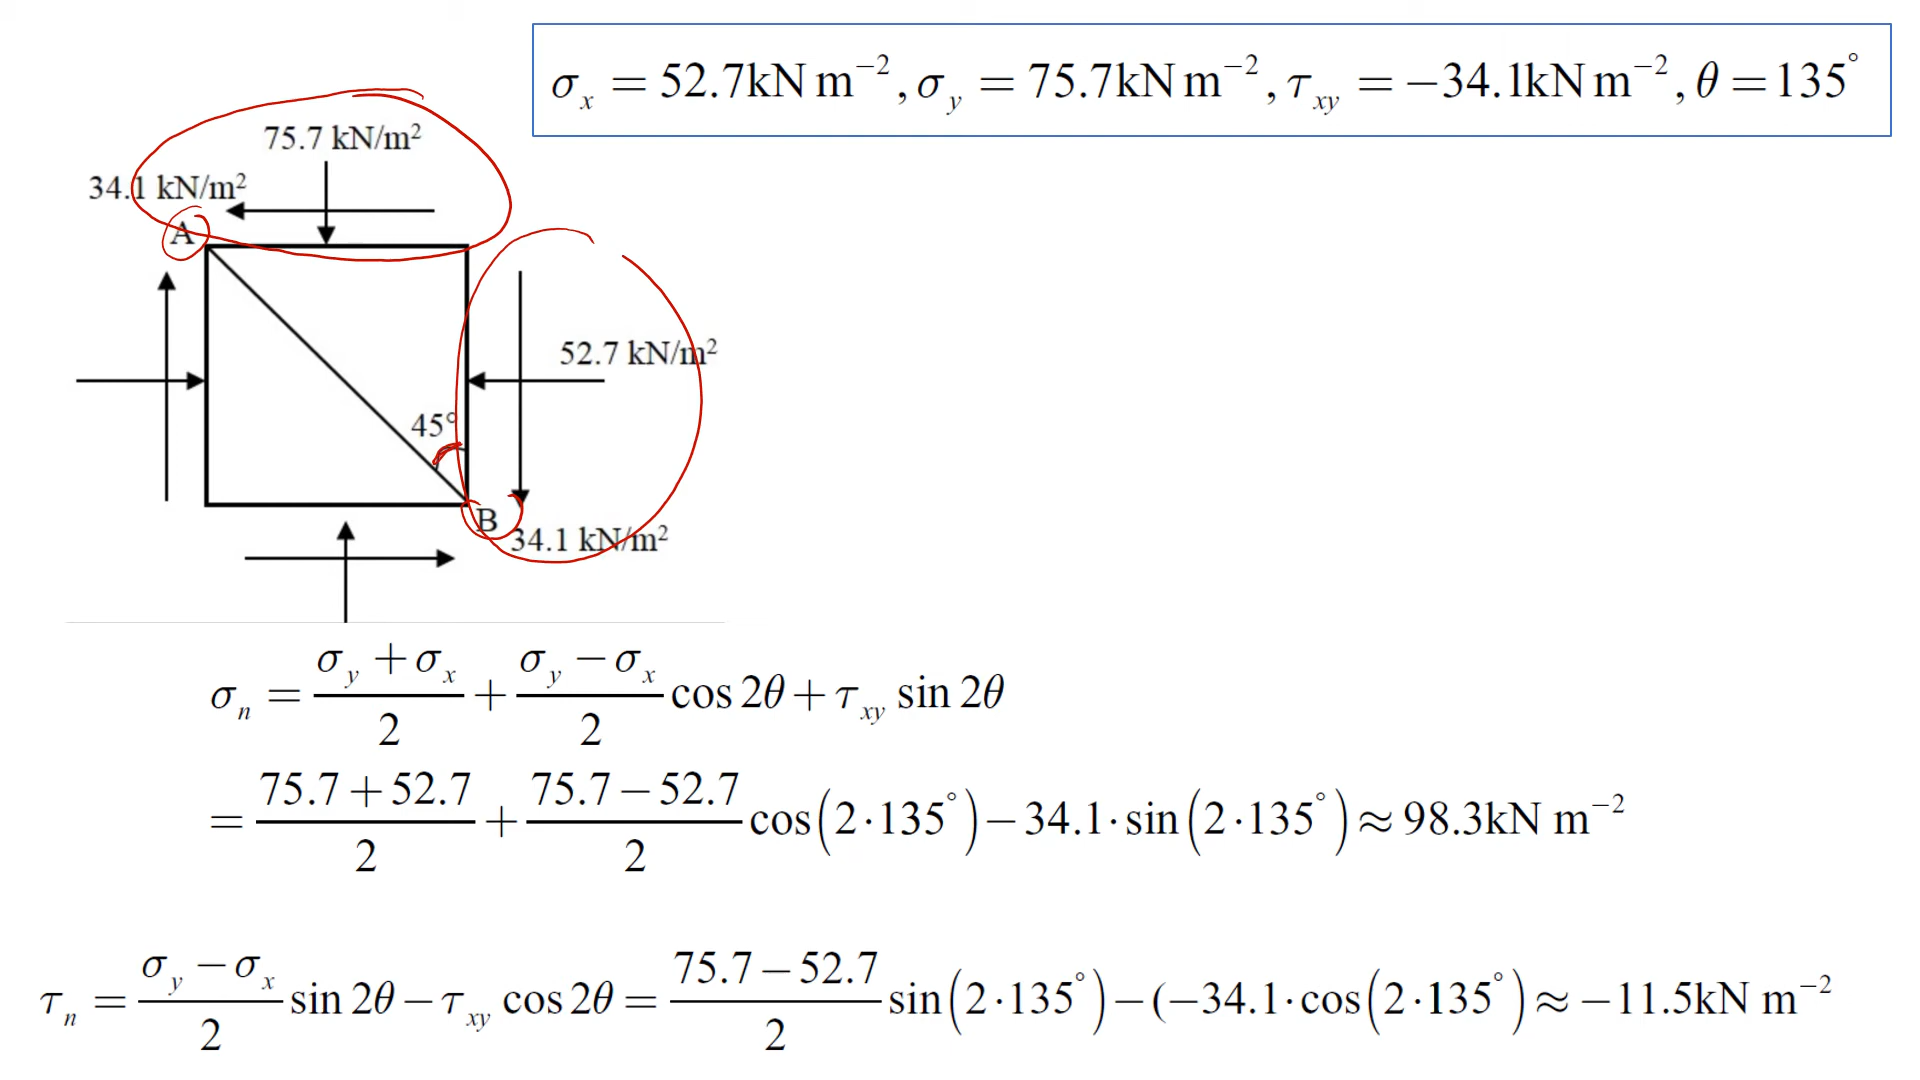 σ_x = 52.7kN m⁻², σ_y = 75.7kN m⁻², τ_xy = −34.1kN m⁻², θ = 135°
75.7 kN/m²
34.1 kN/m²
A
52.7 kN/m²
45°
B
34.1 kN/m²
σ_n = (σ_y + σ_x)/2 + (σ_y − σ_x)/2 cos 2θ + τ_xy sin 2θ
= (75.7 + 52.7)/2 + (75.7 − 52.7)/2 cos(2·135°) − 34.1·sin(2·135°) ≈ 98.3kN m⁻²
τ_n = (σ_y − σ_x)/2 sin 2θ − τ_xy cos 2θ = (75.7 − 52.7)/2 sin(2·135°) − (−34.1·cos(2·135°) ≈ −11.5kN m⁻²